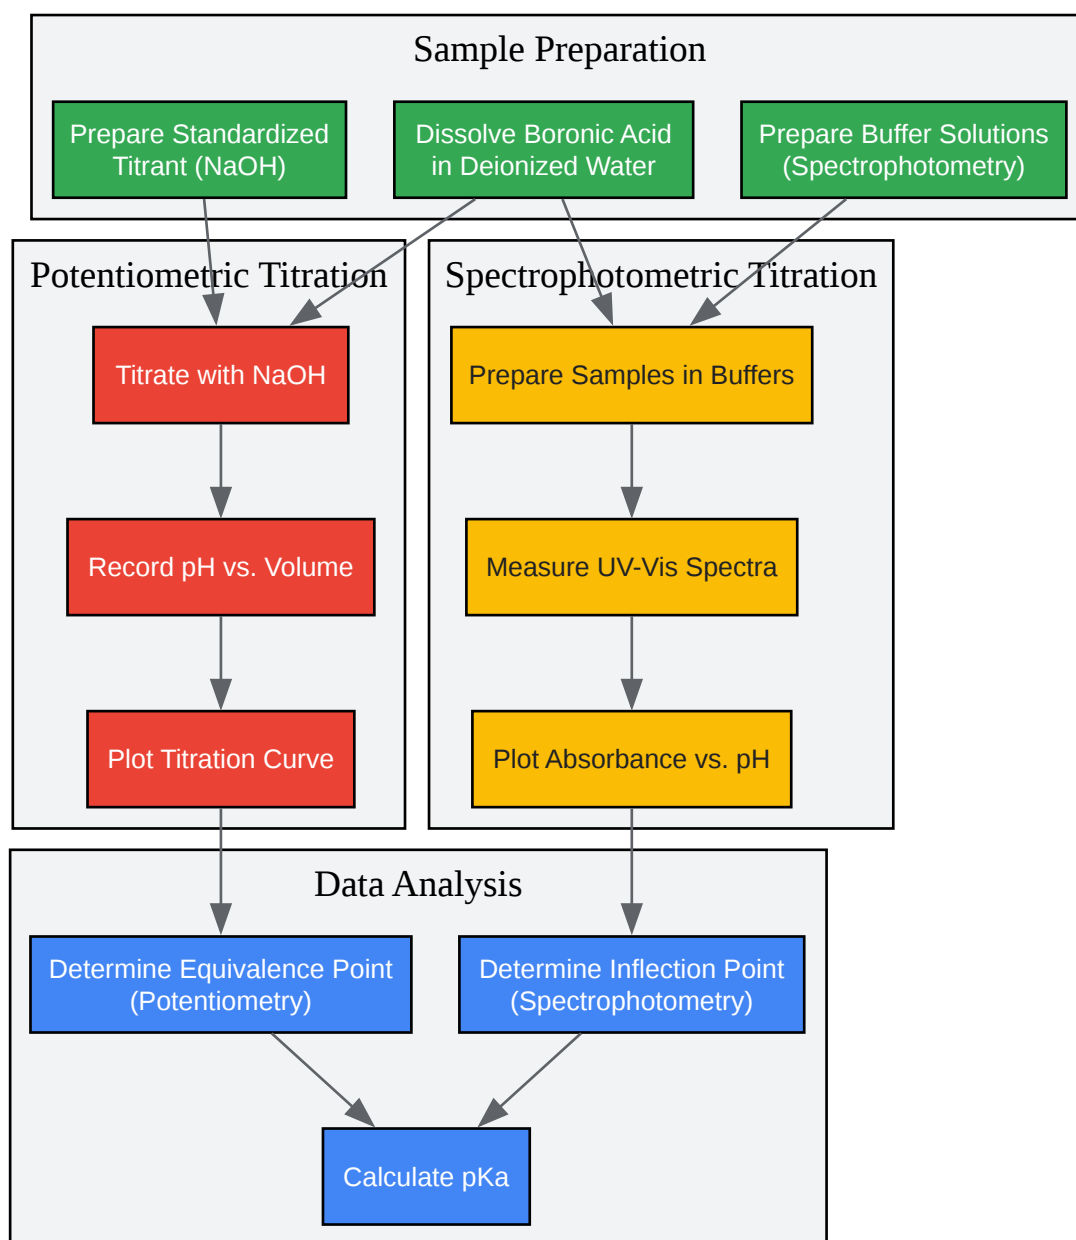 Sample Preparation
Prepare Standardized
Titrant (NaOH)
Dissolve Boronic Acid
in Deionized Water
Prepare Buffer Solutions
(Spectrophotometry)
Potentiometric Titration
Titrate with NaOH
Record pH vs. Volume
Plot Titration Curve
Spectrophotometric Titration
Prepare Samples in Buffers
Measure UV-Vis Spectra
Plot Absorbance vs. pH
Data Analysis
Determine Equivalence Point
(Potentiometry)
Determine Inflection Point
(Spectrophotometry)
Calculate pKa